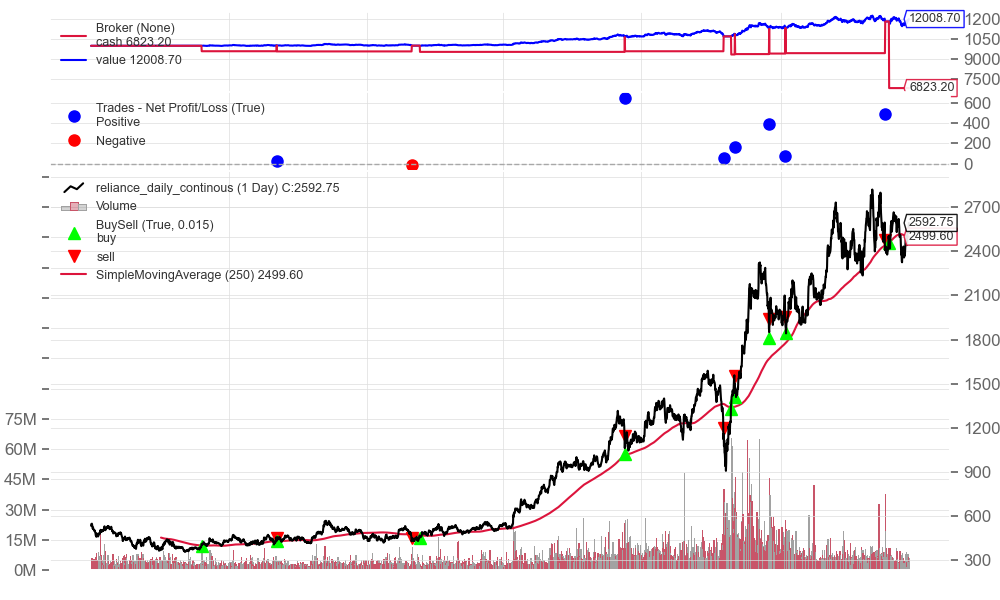 Broker (None)
cash 6823.20
value 12008.70
12008.70
1200
1050
9000
7500
6823.20
Trades - Net Profit/Loss (True)
Positive
Negative
600
400
200
0
reliance_daily_continous (1 Day) C:2592.75
Volume
BuySell (True, 0.015)
buy
sell
SimpleMovingAverage (250) 2499.60
2700
2592.75
2499.60
2400
2100
1800
1500
1200
900
600
300
75M
60M
45M
30M
15M
0M